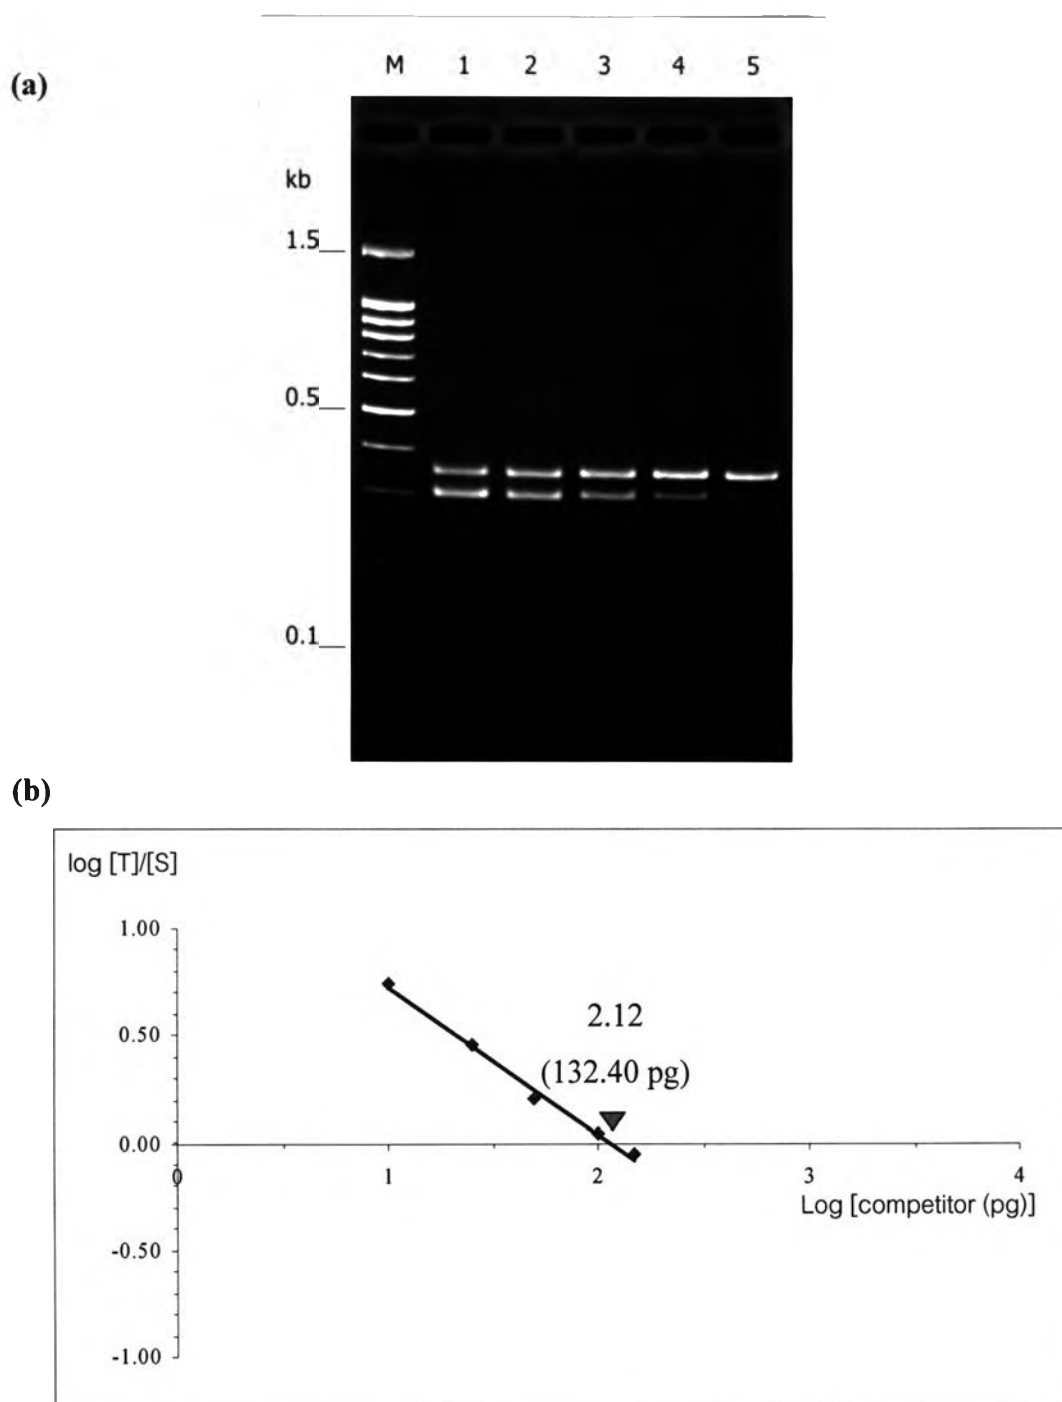 (a)
M 1 2 3 4 5
kb
1.5
0.5
0.1
(b)
log [T]/[S]
1.00
0.50
0.00
-0.50
-1.00
2.12
(132.40 pg)
0 1 2 3 4
Log [competitor (pg)]